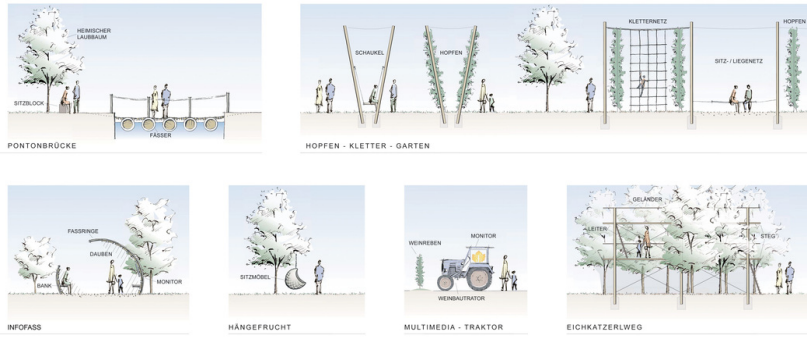 HEIMISCHER
LAUBBAUM
SITZBLOCK
FÄSSER
PONTONBRÜCKE
SCHAUKEL
HOPFEN
KLETTERNETZ
HOPFEN
SITZ- / LIEGENETZ
HOPFEN - KLETTER - GARTEN
FASSRINGE
DAUBEN
BANK
MONITOR
INFOFASS
SITZMÖBEL
HÄNGEFRUCHT
WEINREBEN
MONITOR
WEINBAUTRATOR
MULTIMEDIA - TRAKTOR
GELÄNDER
LEITER
STEG
EICHKATZERLWEG